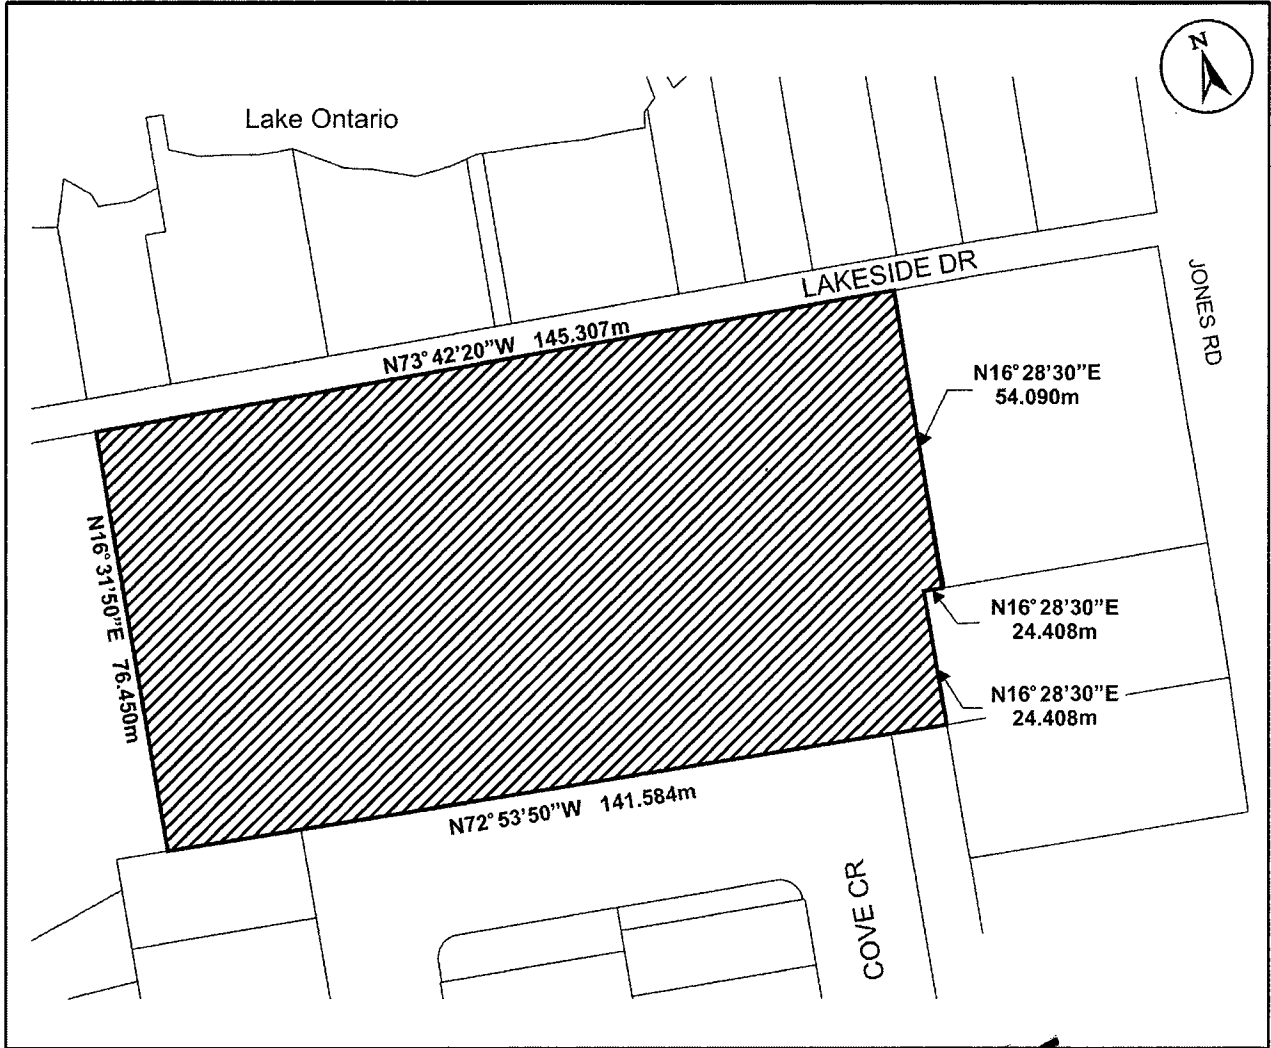 N
Lake Ontario
LAKESIDE DR
JONES RD
N73°42'20"W 145.307m
N16°28'30"E
54.090m
N16°31'50"E 76.450m
N16°28'30"E
24.408m
N16°28'30"E
24.408m
N72°53'50"W 141.584m
COVE CR